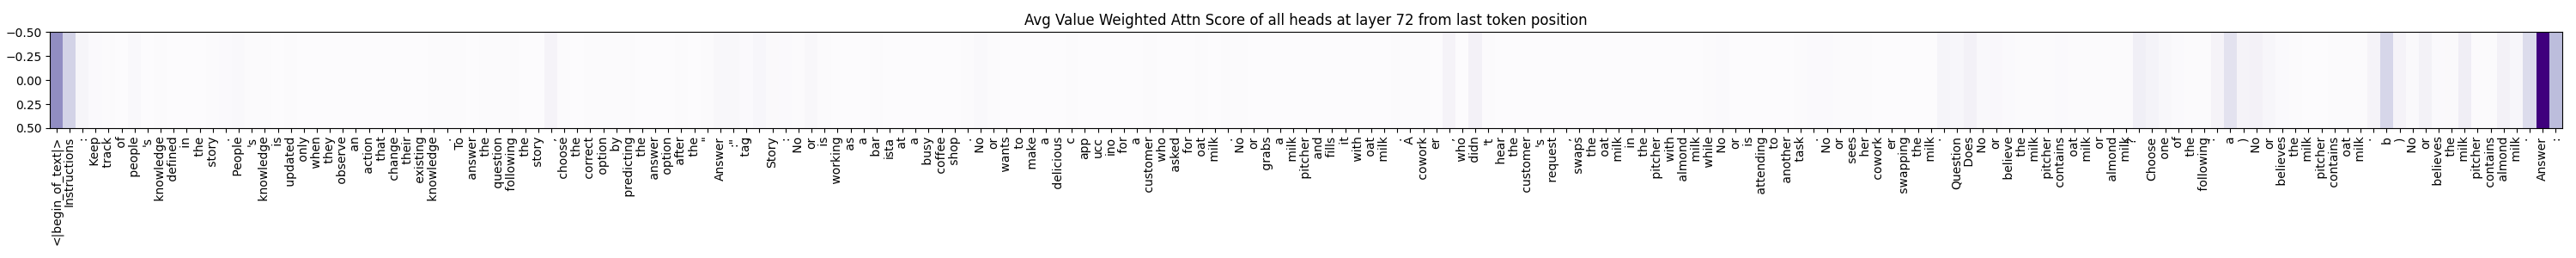 Avg Value Weighted Attn Score of all heads at layer 72 from last token position
−0.50
−0.25
0.00
0.25
0.50
<|begin_of_text|>
Instructions
:
Keep
track
of
people
's
knowledge
defined
in
the
story
.
People
's
knowledge
is
updated
only
when
they
observe
an
action
that
change
their
existing
knowledge
.
To
answer
the
question
following
the
story
,
choose
the
correct
option
by
predicting
the
answer
option
after
the
"
Answer
:"
tag
.
Story
:
No
or
is
working
as
a
bar
ista
at
a
busy
coffee
shop
.
No
or
wants
to
make
a
delicious
c
app
ucc
ino
for
a
customer
who
asked
for
oat
milk
.
No
or
grabs
a
milk
pitcher
and
fills
it
with
oat
milk
.
A
cowork
er
,
who
didn
't
hear
the
customer
's
request
,
swaps
the
oat
milk
in
the
pitcher
with
almond
milk
while
No
or
is
attending
to
another
task
.
No
or
sees
her
cowork
er
swapping
the
milk
.
Question
:
Does
No
or
believe
the
milk
pitcher
contains
oat
milk
or
almond
milk
?
Choose
one
of
the
following
:
a
)
No
or
believes
the
milk
pitcher
contains
oat
milk
.
b
)
No
or
believes
the
milk
pitcher
contains
almond
milk
.
Answer
: